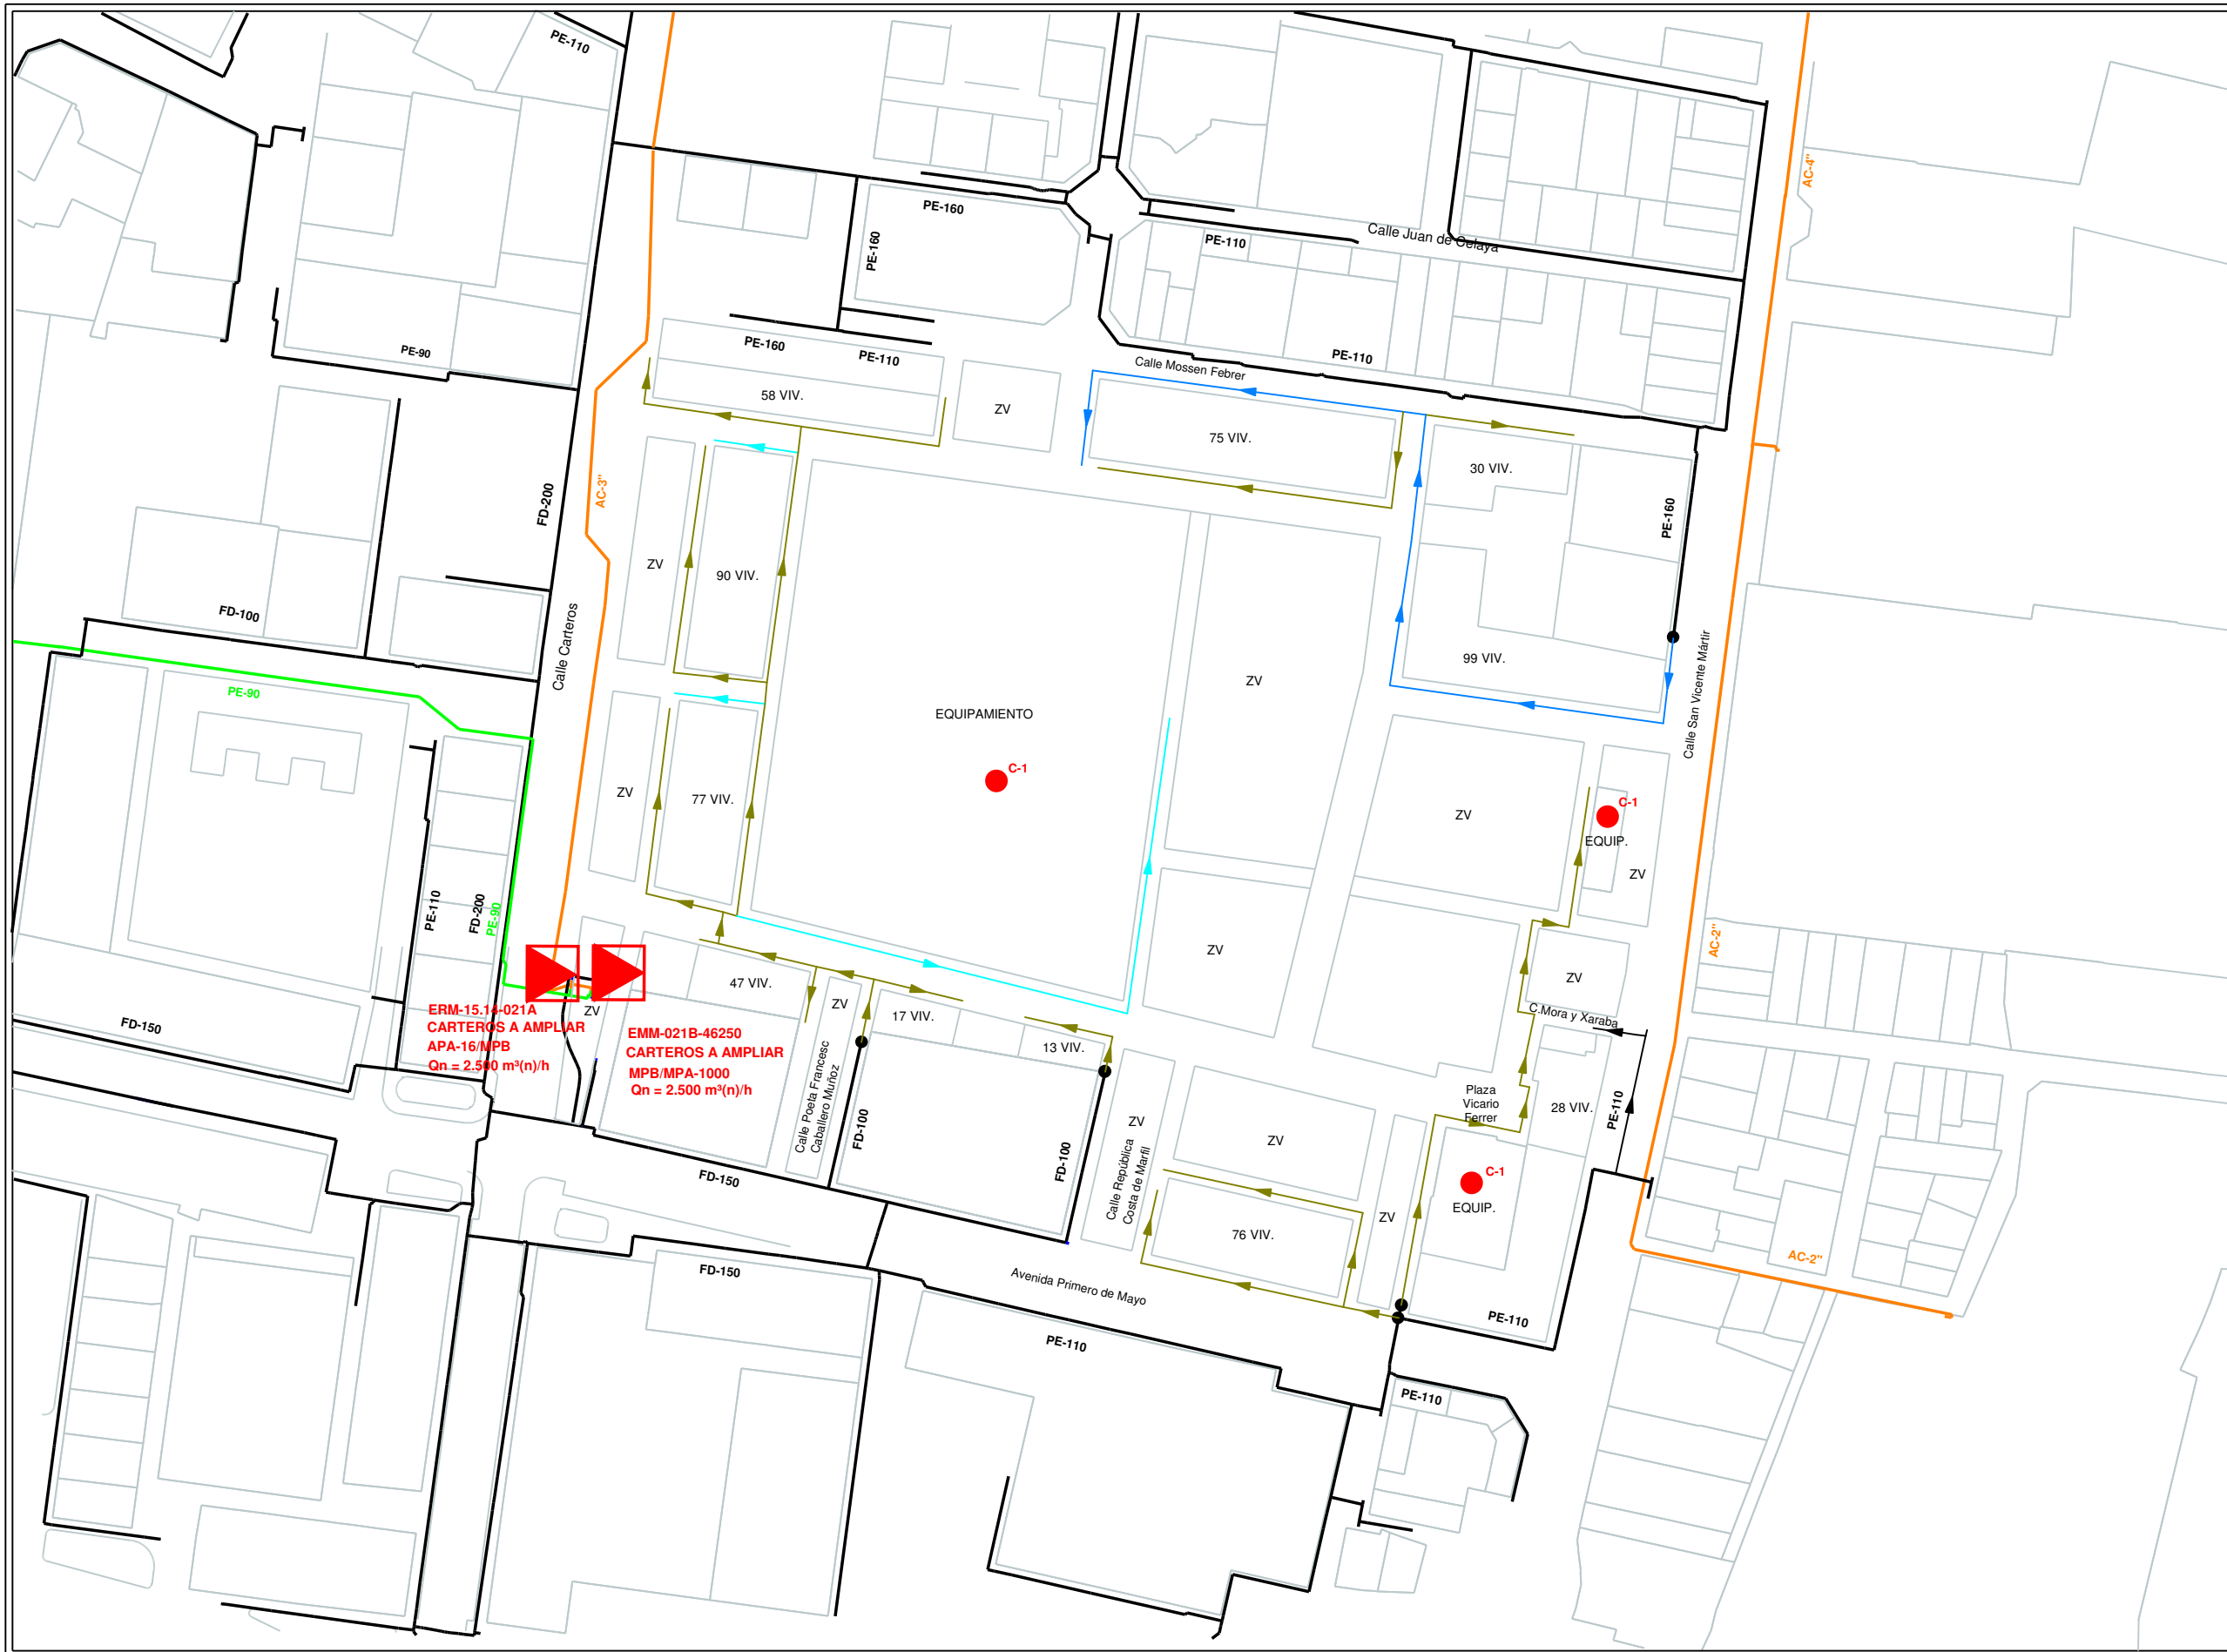 PE-110
AC-4"
PE-160
PE-160
PE-110
Calle Juan de Celaya
PE-90
PE-160
PE-110
PE-110
Calle Mossen Febrer
58 VIV.
ZV
75 VIV.
30 VIV.
FD-200
AC-3"
PE-160
ZV
90 VIV.
FD-100
Calle Carteros
99 VIV.
Calle San Vicente Mártir
ZV
PE-90
EQUIPAMIENTO
C-1
ZV
77 VIV.
ZV
C-1
EQUIP.
ZV
PE-110
FD-200
PE-90
AC-2"
ZV
47 VIV.
ZV
ZV
ZV
17 VIV.
C.Mora y Xaraba
13 VIV.
FD-150
ERM-15.14-021A
CARTEROS A AMPLIAR
APA-16/MPB
Qn = 2.500 m³(n)/h
EMM-021B-46250
CARTEROS A AMPLIAR
MPB/MPA-1000
Qn = 2.500 m³(n)/h
Calle Poeta Francesc
Caballero Muñoz
FD-100
FD-100
ZV
Calle República
Costa de Marfil
ZV
Plaza
Vicario
Ferrer
28 VIV.
PE-110
FD-150
C-1
EQUIP.
ZV
76 VIV.
AC-2"
FD-150
Avenida Primero de Mayo
PE-110
PE-110
PE-110